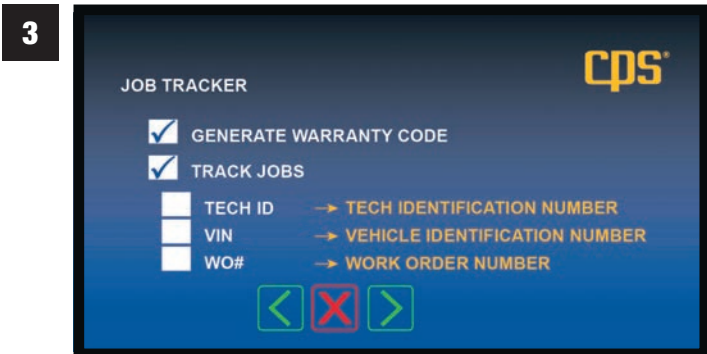 3
cps®
JOB TRACKER
GENERATE WARRANTY CODE
TRACK JOBS
TECH ID → TECH IDENTIFICATION NUMBER
VIN → VEHICLE IDENTIFICATION NUMBER
WO# → WORK ORDER NUMBER